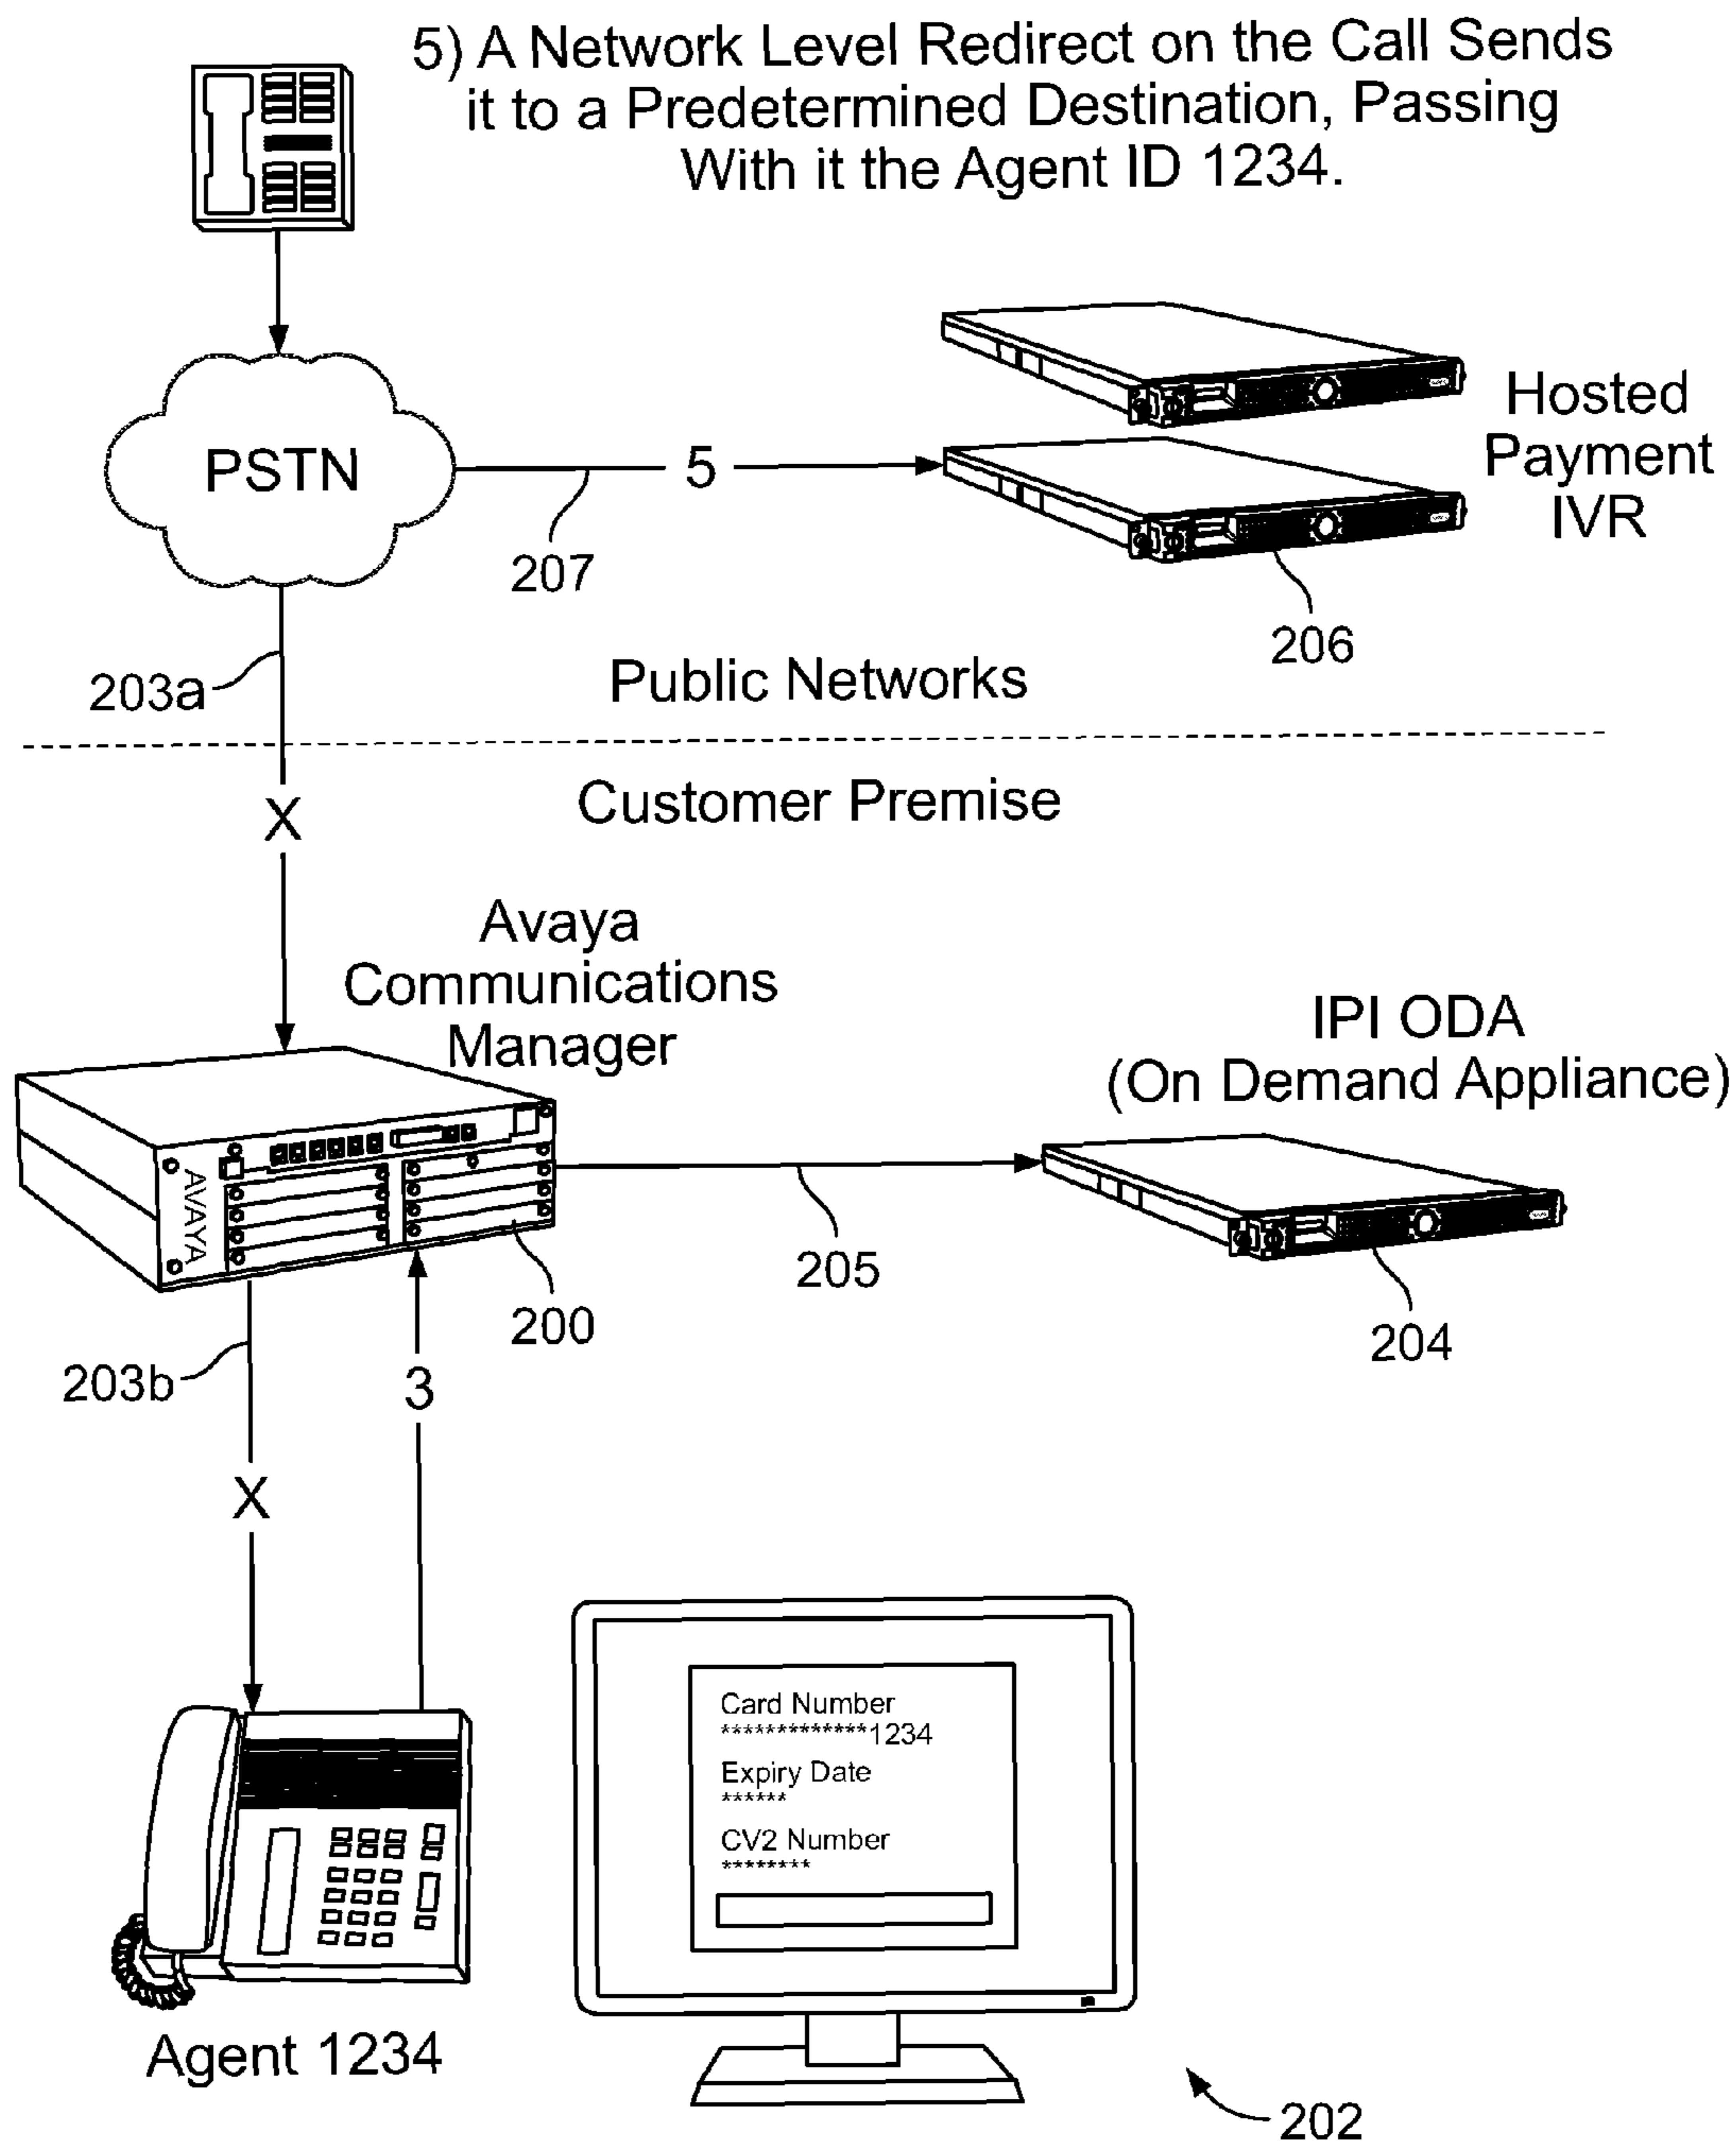 5) A Network Level Redirect on the Call Sends
it to a Predetermined Destination, Passing
With it the Agent ID 1234.
PSTN
5
207
Hosted
Payment
IVR
206
203a
Public Networks
Customer Premise
X
Avaya
Communications
Manager
IPI ODA
(On Demand Appliance)
AVAYA
205
200
204
203b
3
X
Card Number
*************1234
Expiry Date
******
CV2 Number
********
Agent 1234
202